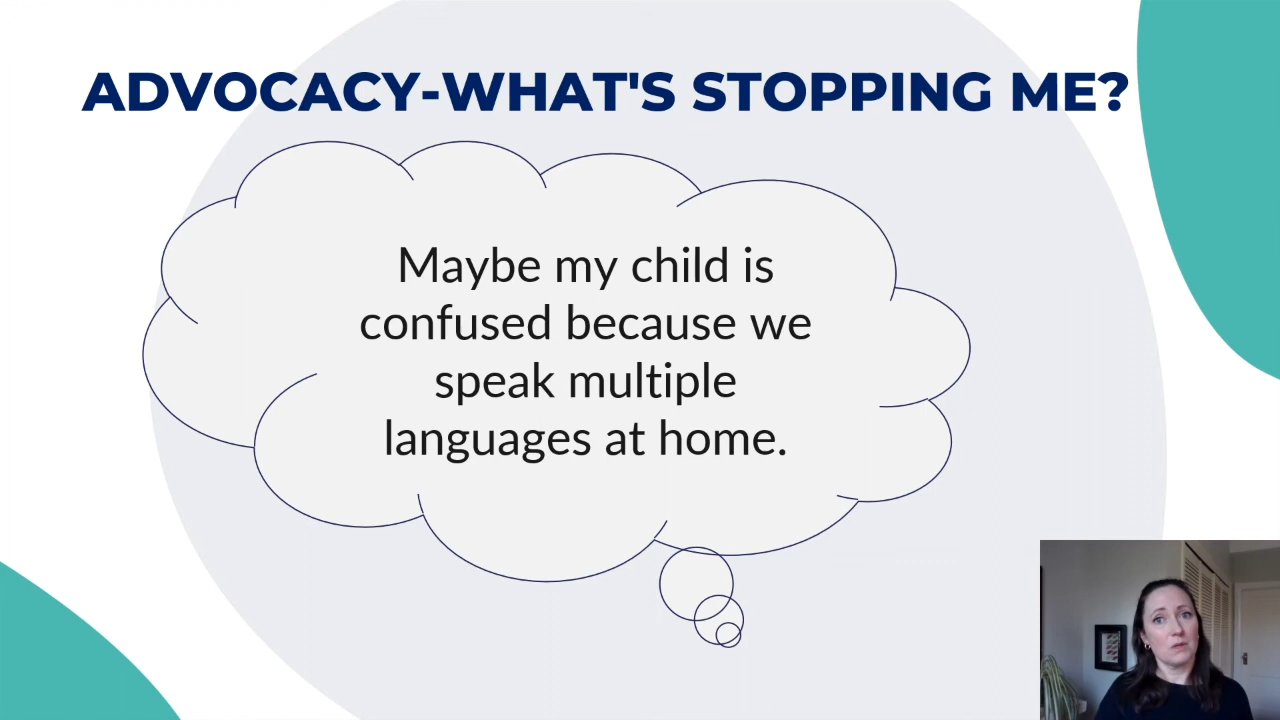 ADVOCACY-WHAT'S STOPPING ME?
Maybe my child is
confused because we
speak multiple
languages at home.